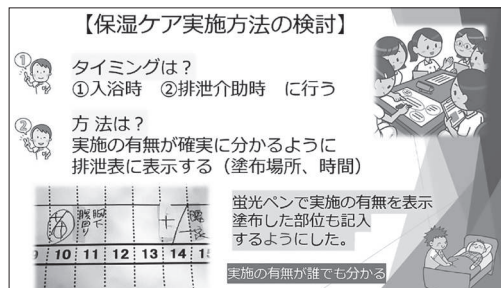 【保湿ケア実施方法の検討】
①
タイミングは？
①入浴時　②排泄介助時　に行う
②
方 法は？
実施の有無が確実に分かるように
排泄表に表示する（塗布場所、時間）
蛍光ペンで実施の有無を表示
塗布した部位も記入
するようにした。
9 10 11 12 13 14 15
実施の有無が誰でも分かる